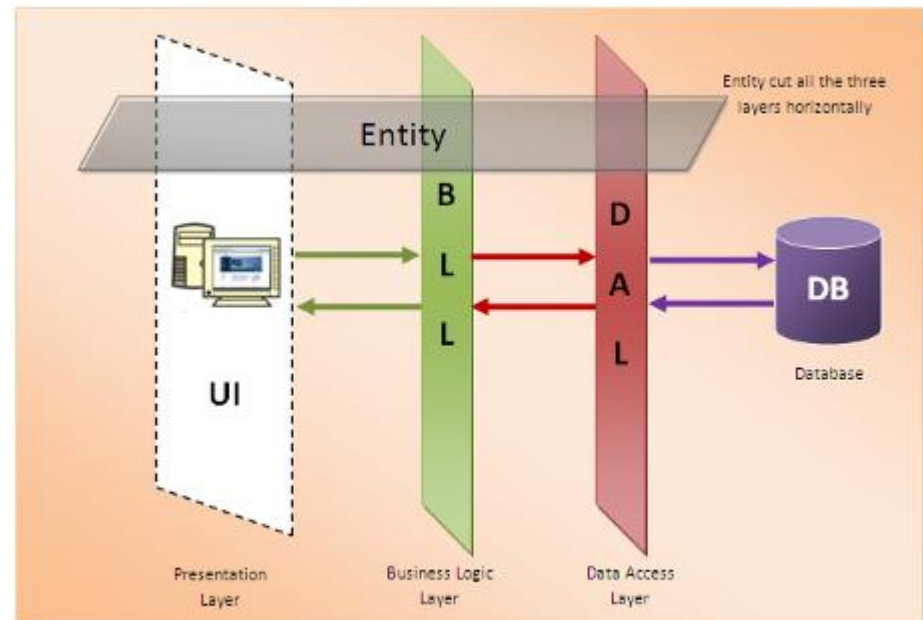 Entity cut all the three
layers horizontally
Entity
B
L
L
D
A
L
UI
DB
Database
Presentation
Layer
Business Logic
Layer
Data Access
Layer